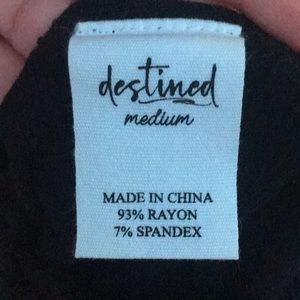 destined
medium
MADE IN CHINA
93% RAYON
7% SPANDEX